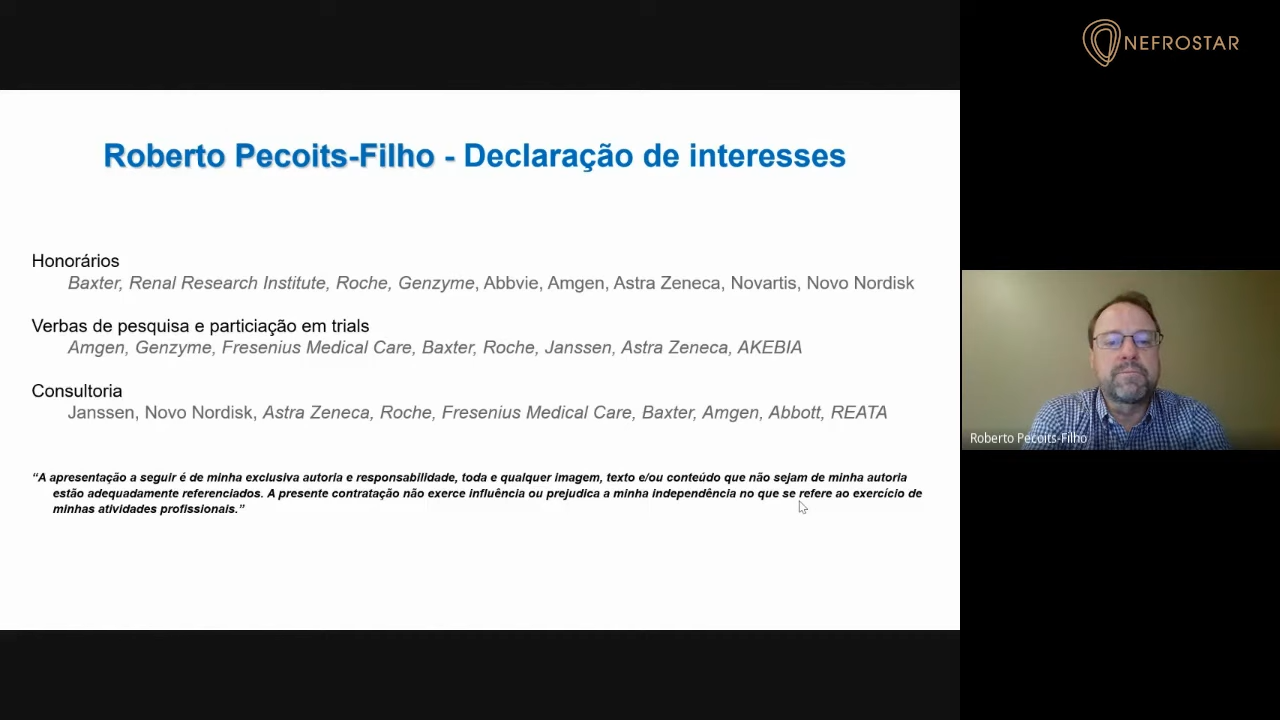 NEFROSTAR
Roberto Pecoits-Filho - Declaração de interesses
Honorários
Baxter, Renal Research Institute, Roche, Genzyme, Abbvie, Amgen, Astra Zeneca, Novartis, Novo Nordisk
Verbas de pesquisa e particiação em trials
Amgen, Genzyme, Fresenius Medical Care, Baxter, Roche, Janssen, Astra Zeneca, AKEBIA
Consultoria
Janssen, Novo Nordisk, Astra Zeneca, Roche, Fresenius Medical Care, Baxter, Amgen, Abbott, REATA
“A apresentação a seguir é de minha exclusiva autoria e responsabilidade, toda e qualquer imagem, texto e/ou conteúdo que não sejam de minha autoria
estão adequadamente referenciados. A presente contratação não exerce influência ou prejudica a minha independência no que se refere ao exercício de
minhas atividades profissionais.”
Roberto Pecoits-Filho